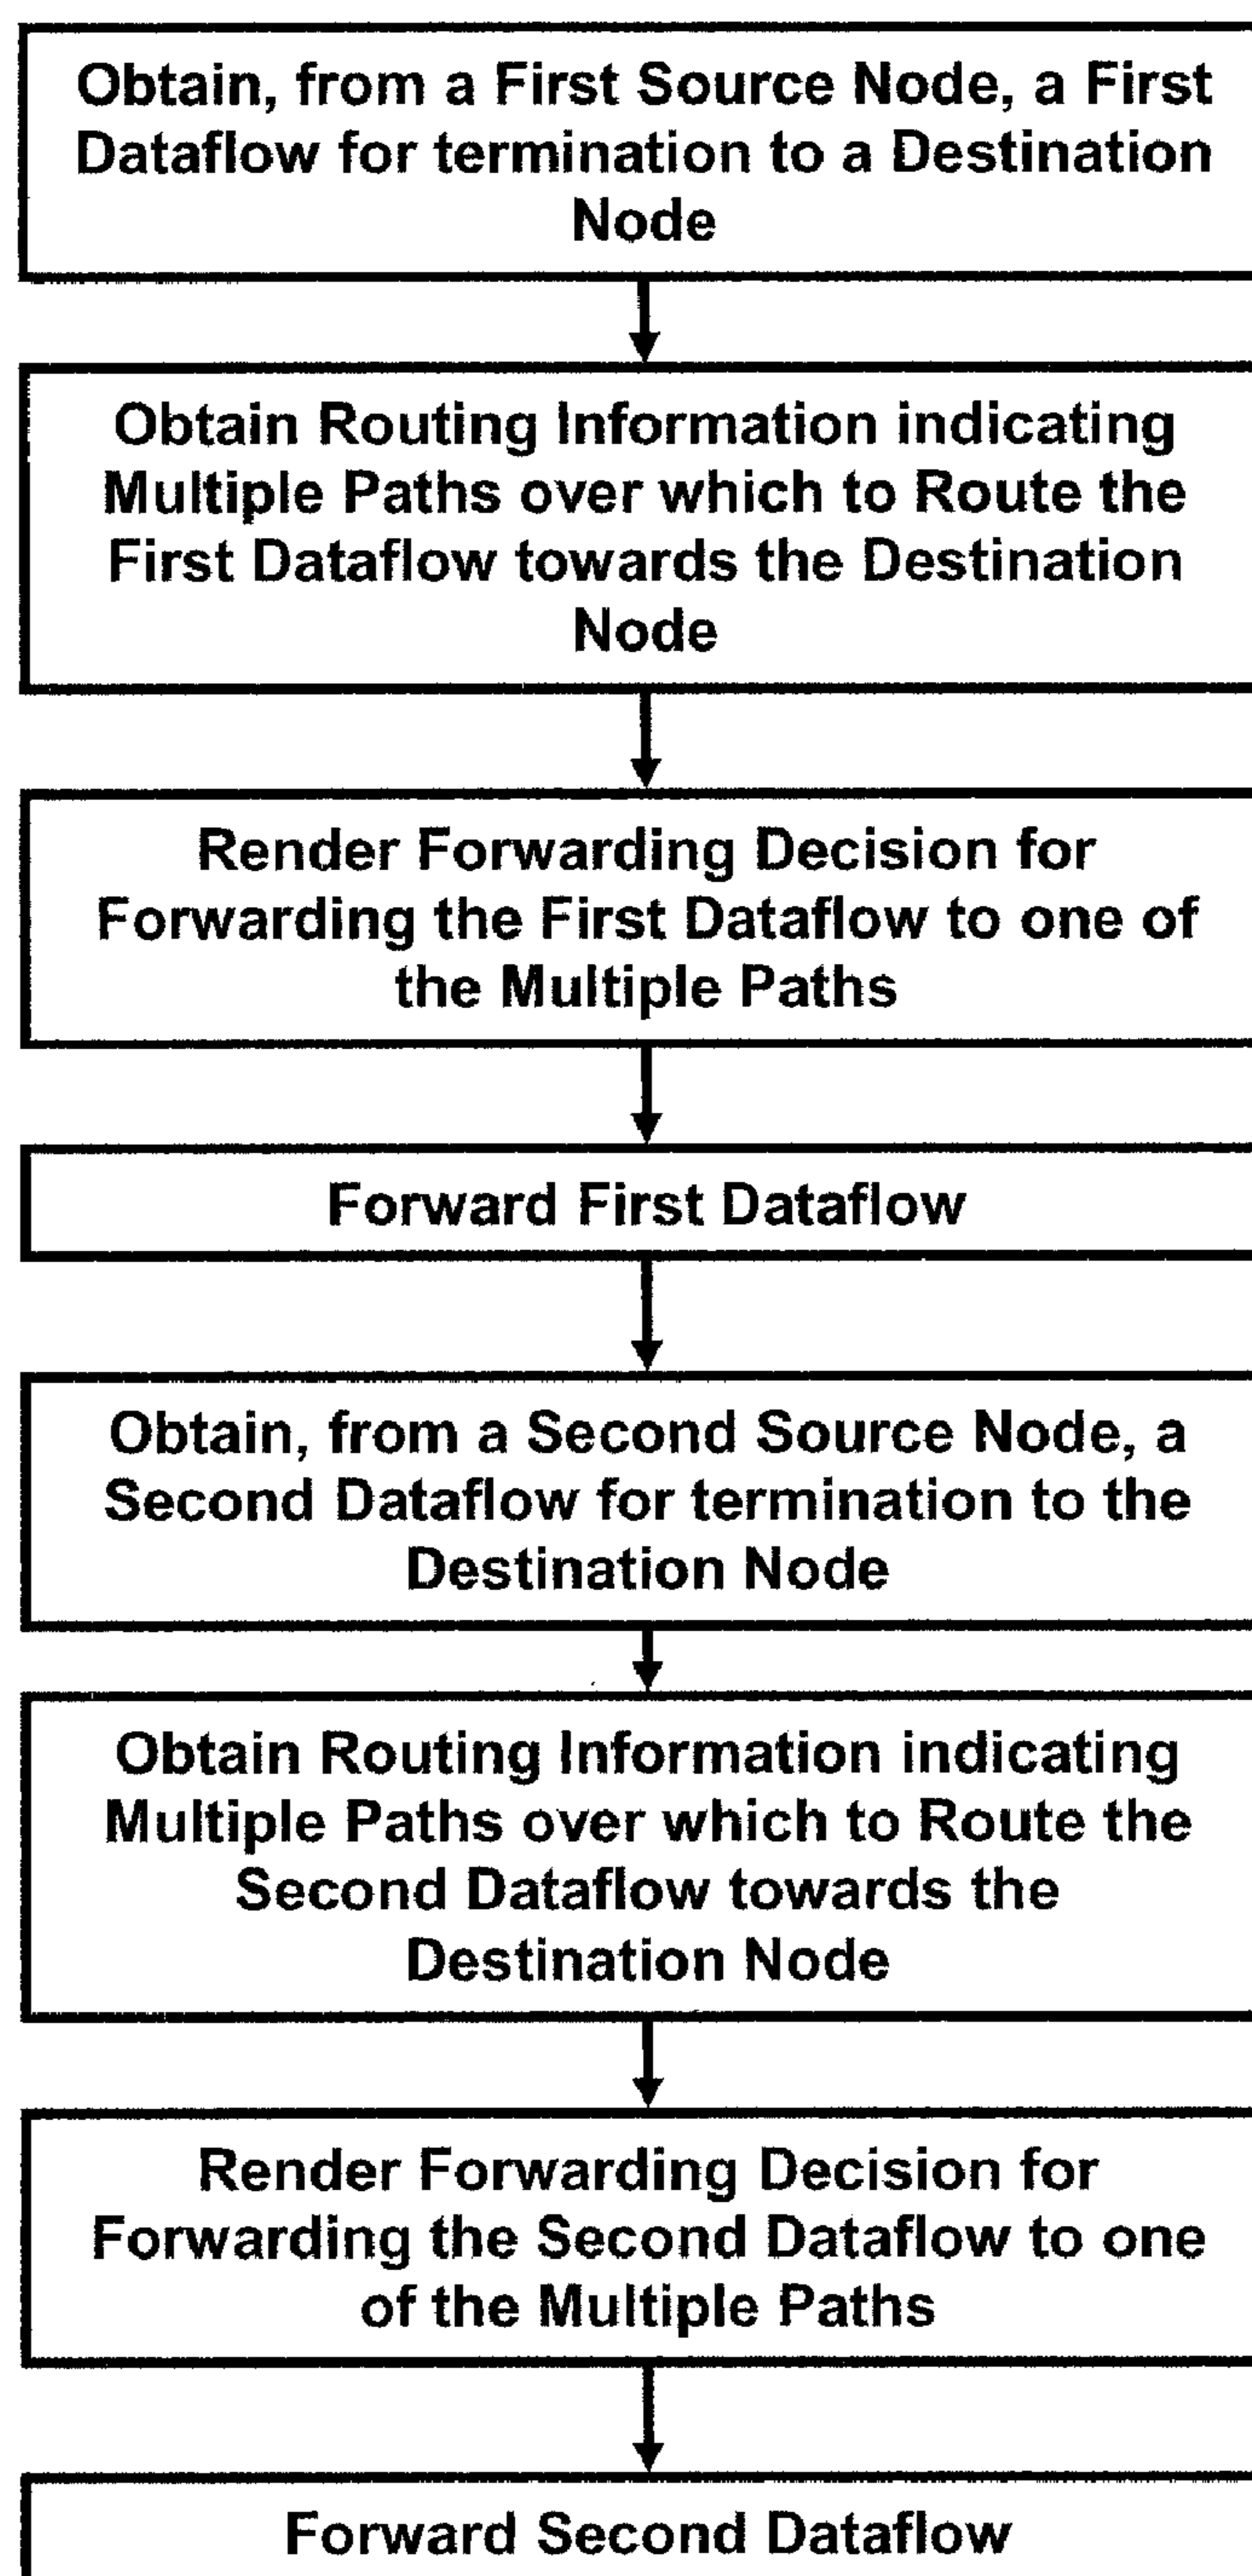 Obtain, from a First Source Node, a First
Dataflow for termination to a Destination
Node
Obtain Routing Information indicating
Multiple Paths over which to Route the
First Dataflow towards the Destination
Node
Render Forwarding Decision for
Forwarding the First Dataflow to one of
the Multiple Paths
Forward First Dataflow
Obtain, from a Second Source Node, a
Second Dataflow for termination to the
Destination Node
Obtain Routing Information indicating
Multiple Paths over which to Route the
Second Dataflow towards the
Destination Node
Render Forwarding Decision for
Forwarding the Second Dataflow to one
of the Multiple Paths
Forward Second Dataflow